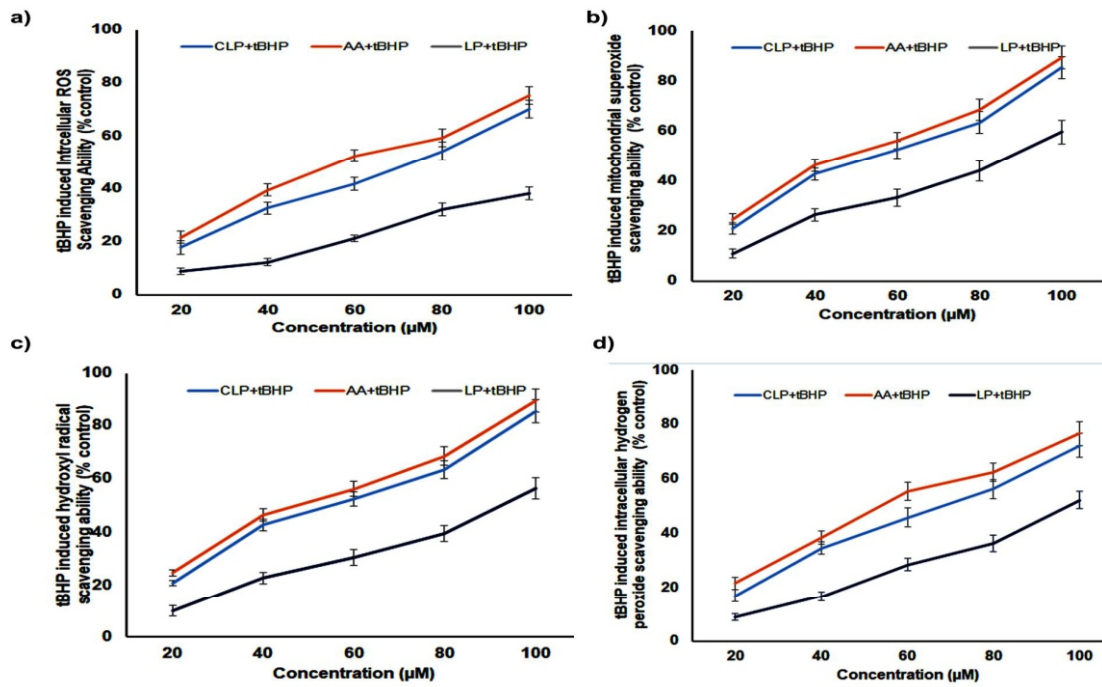 a)
CLP+tBHP AA+tBHP LP+tBHP
tBHP induced Intrcellular ROS
Scavenging Ability (%control)
100
80
60
40
20
0
20 40 60 80 100
Concentration (µM)
b)
CLP+tBHP AA+tBHP LP+tBHP
tBHP induced mitochondrial superoxide
scavenging ability (% control)
100
80
60
40
20
0
20 40 60 80 100
Concentration (µM)
c)
CLP+tBHP AA+tBHP LP+tBHP
tBHP induced hydroxyl radical
scavenging ability (% control)
100
80
60
40
20
0
20 40 60 80 100
Concentration (µM)
d)
CLP+tBHP AA+tBHP LP+tBHP
tBHP induced intracellular hydrogen
peroxide scavenging ability (% control)
100
80
60
40
20
0
20 40 60 80 100
Concentration (µM)